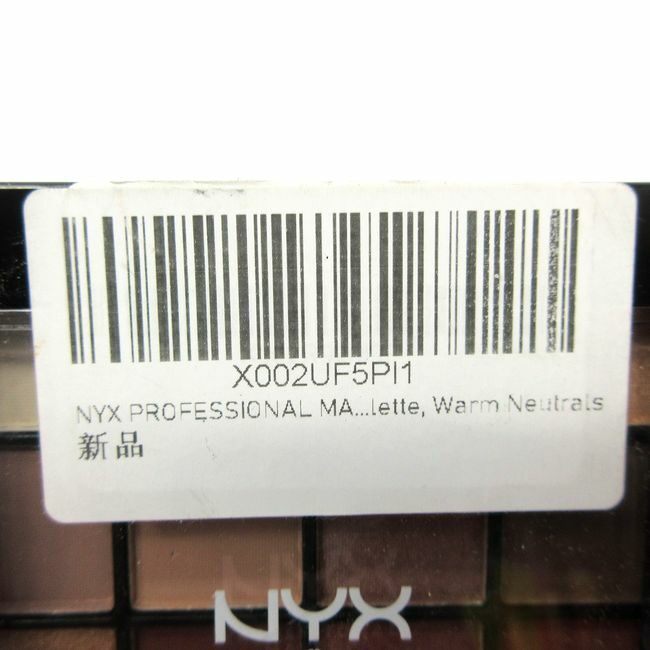 X002UF5PI1
NYX PROFESSIONAL MA...lette, Warm Neutrals
新品
NYX